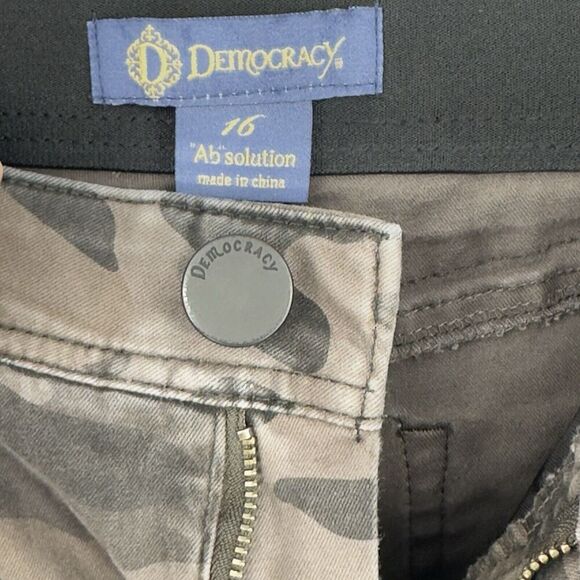 D DEMOCRACY
16
"Ab"solution
made in china
DEMOCRACY